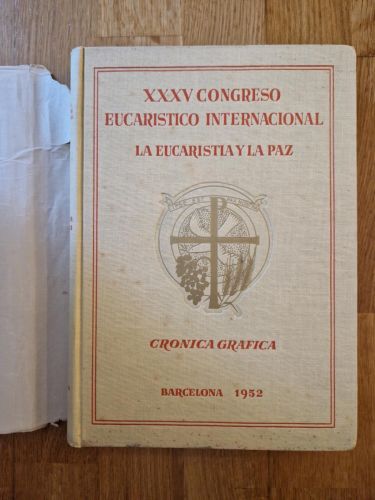 XXXV CONGRESO
EUCARISTICO INTERNACIONAL
LA EUCARISTIA Y LA PAZ
CRONICA GRAFICA
BARCELONA 1952